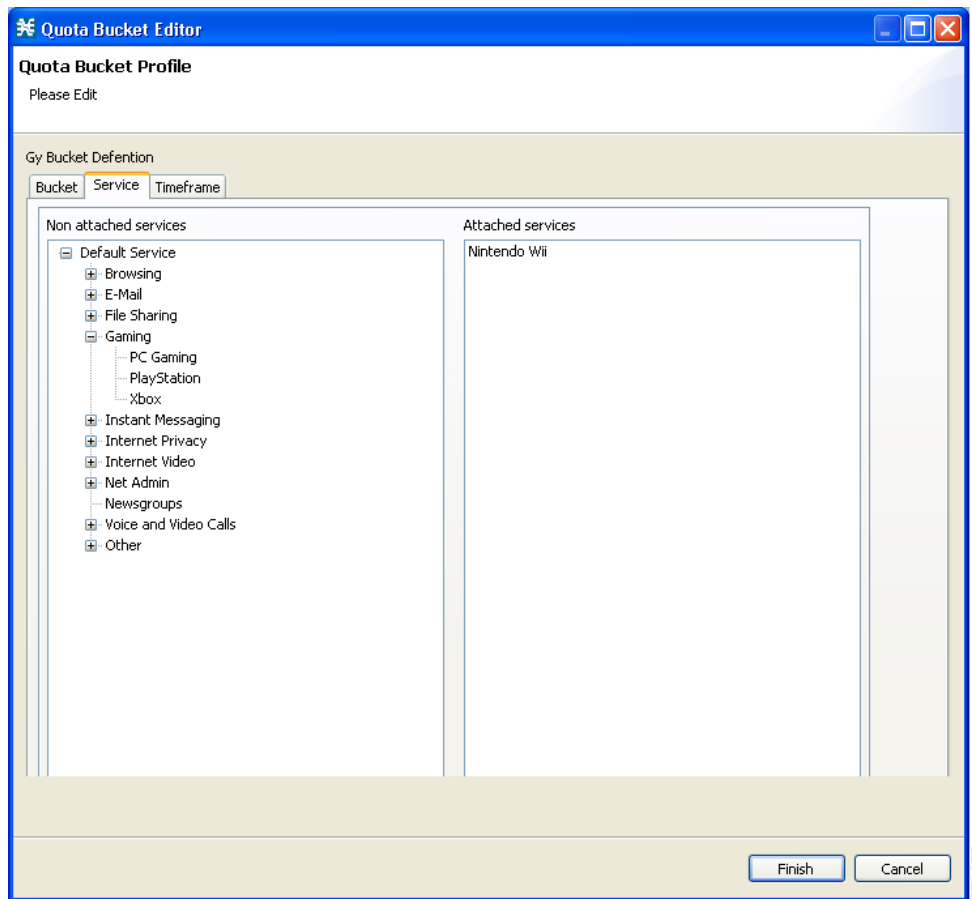 Quota Bucket Editor
Quota Bucket Profile
Please Edit
Gy Bucket Defention
Bucket Service Timeframe
Non attached services
Default Service
Browsing
E-Mail
File Sharing
Gaming
PC Gaming
PlayStation
Xbox
Instant Messaging
Internet Privacy
Internet Video
Net Admin
Newsgroups
Voice and Video Calls
Other
Attached services
Nintendo Wii
Finish Cancel